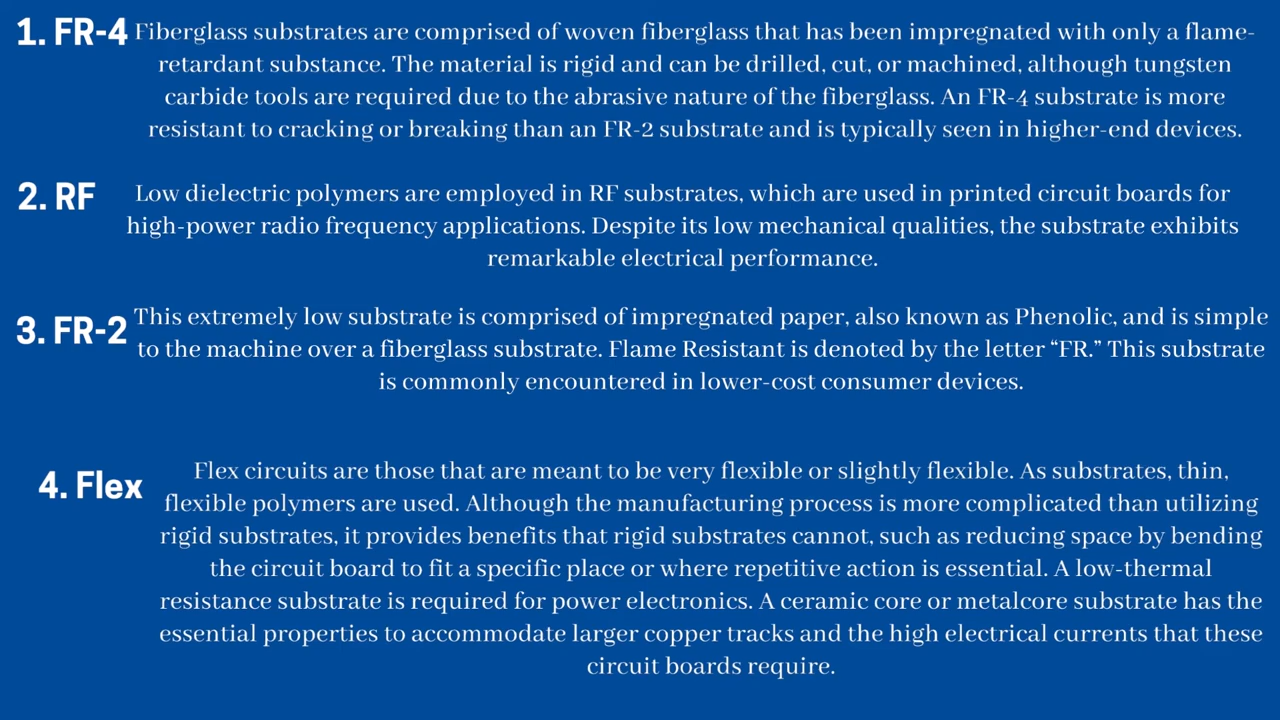 1. FR-4 Fiberglass substrates are comprised of woven fiberglass that has been impregnated with only a flame-
retardant substance. The material is rigid and can be drilled, cut, or machined, although tungsten
carbide tools are required due to the abrasive nature of the fiberglass. An FR-4 substrate is more
resistant to cracking or breaking than an FR-2 substrate and is typically seen in higher-end devices.
2. RF Low dielectric polymers are employed in RF substrates, which are used in printed circuit boards for
high-power radio frequency applications. Despite its low mechanical qualities, the substrate exhibits
remarkable electrical performance.
3. FR-2 This extremely low substrate is comprised of impregnated paper, also known as Phenolic, and is simple
to the machine over a fiberglass substrate. Flame Resistant is denoted by the letter “FR.” This substrate
is commonly encountered in lower-cost consumer devices.
4. Flex Flex circuits are those that are meant to be very flexible or slightly flexible. As substrates, thin,
flexible polymers are used. Although the manufacturing process is more complicated than utilizing
rigid substrates, it provides benefits that rigid substrates cannot, such as reducing space by bending
the circuit board to fit a specific place or where repetitive action is essential. A low-thermal
resistance substrate is required for power electronics. A ceramic core or metalcore substrate has the
essential properties to accommodate larger copper tracks and the high electrical currents that these
circuit boards require.